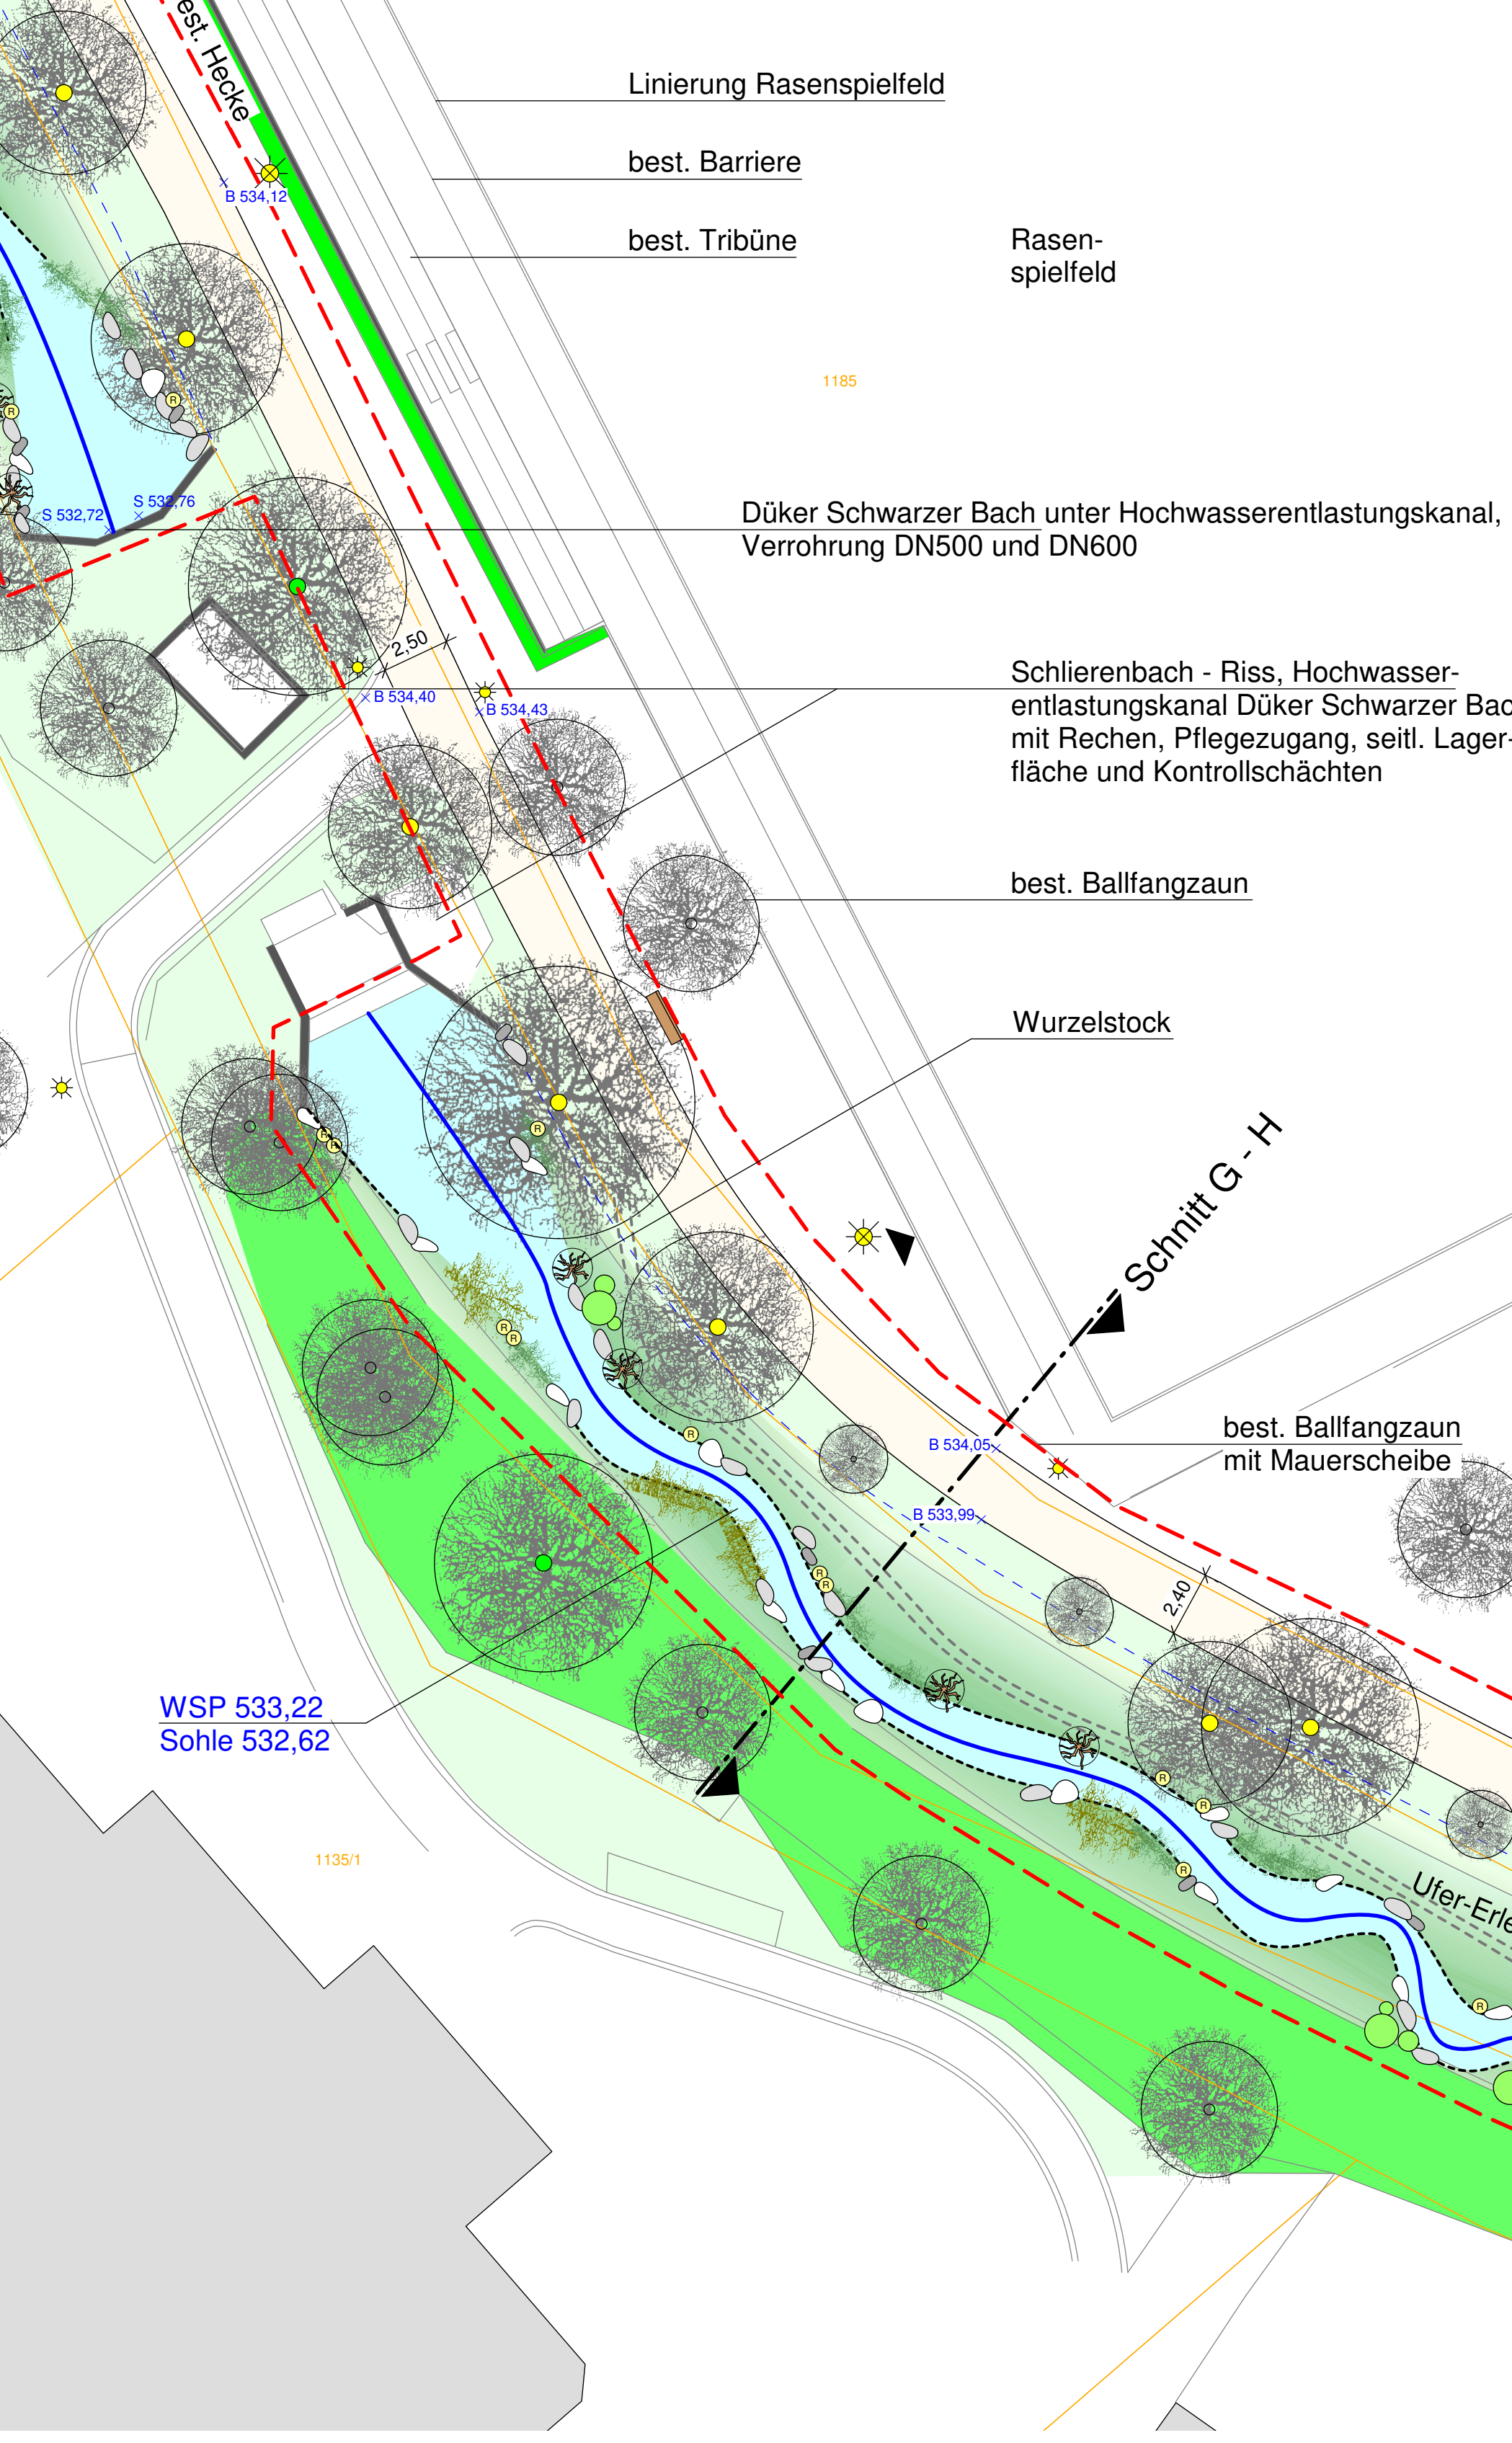 est. Hecke
Linierung Rasenspielfeld
best. Barriere
B 534,12
best. Tribüne
Rasen-
spielfeld
1185
R
R
S 532,76
S 532,72
Düker Schwarzer Bach unter Hochwasserentlastungskanal,
Verrohrung DN500 und DN600
2,50
B 534,40
B 534,43
Schlierenbach - Riss, Hochwasser-
entlastungskanal Düker Schwarzer Bac
mit Rechen, Pflegezugang, seitl. Lager-
fläche und Kontrollschächten
best. Ballfangzaun
Wurzelstock
R
R
R
Schnitt G - H
R
R
R
best. Ballfangzaun
mit Mauerscheibe
B 534,05
B 533,99
R
R
2,40
WSP 533,22
Sohle 532,62
R
R
R
1135/1
Ufer-Erle
R